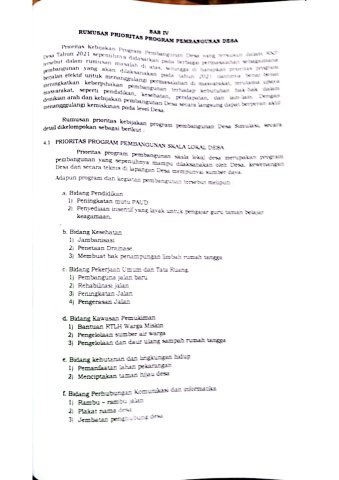 BAB IV
RUMUSAN PRIORITAS PROGRAM PEMBANGUNAN DESA
Prioritas Kebijakan Program Pembangunan Desa yang tersusun dalam RKP
Desa Tahun 2021 sepenuhnya didasarkan pada berbagai permasalahan sebagaimana
tersebut dalam rumusan masalah di atas, sehingga di harapkan prioritas program
pembangunan yang akan dilaksanakan pada tahun 2021 nantinya benar-benar
berjalan efektif untuk menanggulangi permasalahan di masyarakat, terutama upaya
meningkatkan keberpihakan pembangunan terhadap kebutuhan hak-hak dalam
masyarakat, seperti pendidikan, kesehatan, pendapatan, dan lain-lain. Dengan
demikian arah dan kebijakan pembangunan Desa secara langsung dapat berperan aktif
menanggulangi kemiskinan pada level Desa.
Rumusan prioritas kebijakan program pembangunan Desa Simulasi, secara
detail dikelompokan sebagai berikut :
4.1 PRIORITAS PROGRAM PEMBANGUNAN SKALA LOKAL DESA
Prioritas program pembangunan skala lokal desa merupakan program
pembangunan yang sepenuhnya mampu dilaksanakan oleh Desa, kewenangan
Desa dan secara teknis di lapangan Desa mempunyai sumber daya.
Adapun program dan kegiatan pembangunan tersebut meliputi
a. Bidang Pendidikan
1) Peningkatan mutu PAUD
2) Penyediaan insentif yang layak untuk pengajar guru taman belajar
keagamaan.
b. Bidang Kesehatan
1) Jambanisasi
2) Penataan Drainase
3) Membuat bak penampungan limbah rumah tangga
c. Bidang Pekerjaan Umum dan Tata Ruang.
1) Pembanguna jalan baru
2) Rehabilitasi jalan
3) Peningkatan Jalan
4) Pengerasan Jalan
d. Bidang Kawasan Pemukiman
1) Bantuan RTLH Warga Miskin
2) Pengelolaan sumber air warga
3) Pengelolaan dan daur ulang sampah rumah tangga
e. Bidang kehutanan dan lingkungan hidup
1) Pemanfaatan lahan pekarangan
2) Menciptakan taman hijau desa
f. Bidang Perhubungan Komunikasi dan informatika
1) Rambu – rambu jalan
2) Plakat nama desa
3) Jembatan penghubung desa